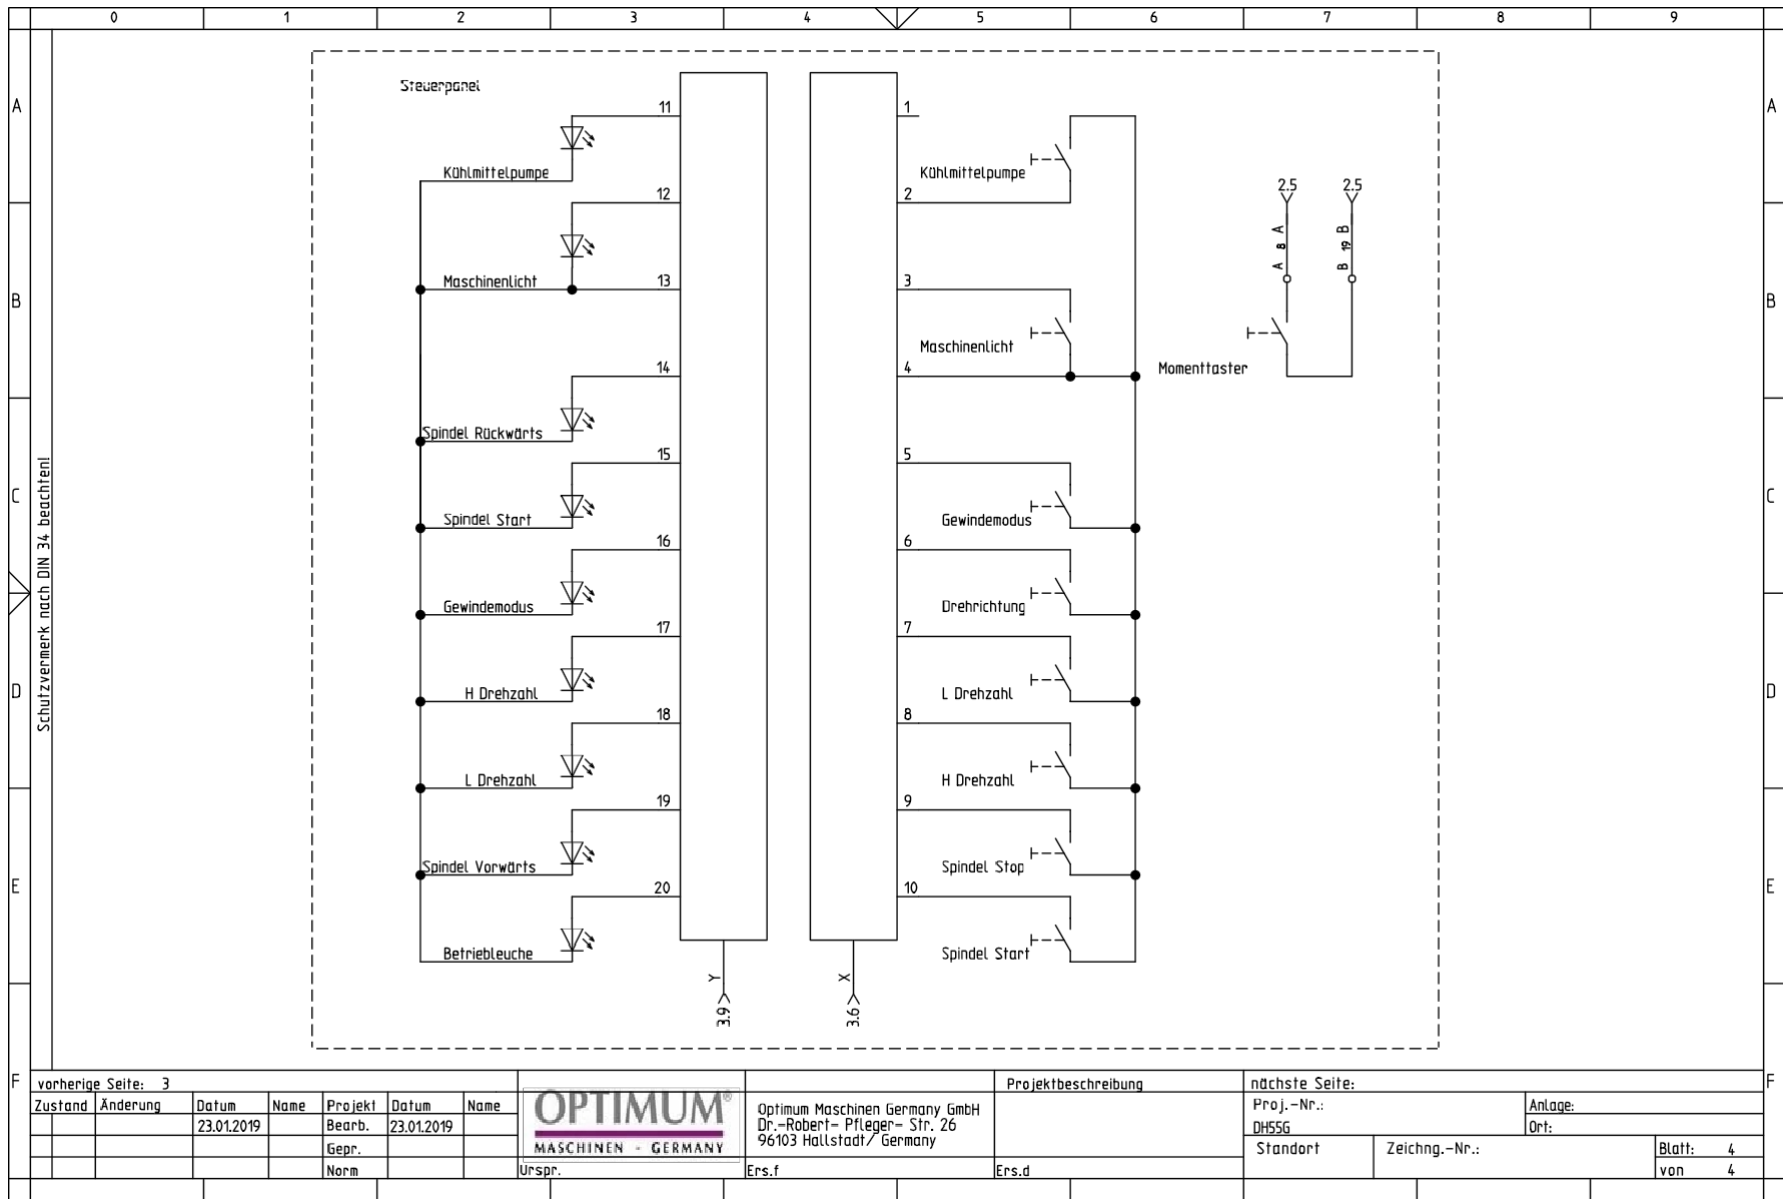 0 1 2 3 4 5 6 7 8 9
Steuerpanel
A A
11 1
Kühlmittelpumpe Kühlmittelpumpe
12 2
2.5 2.5
A 8 A
B 19 B
Maschinenlicht 13 3
B B
Maschinenlicht
14 4
Momenttaster
Spindel Rückwärts
15 5
C C
Spindel Start Gewindemodus
16 6
Gewindemodus Drehrichtung
17 7
D D
H Drehzahl L Drehzahl
18 8
L Drehzahl H Drehzahl
19 9
Spindel Vorwärts Spindel Stop
E E
20 10
Betriebleuche Spindel Start
Y X
3.9 3.6
Schutzvermerk nach DIN 34 beachten!
F F
vorherige Seite: 3
Zustand Änderung Datum Name Projekt Datum Name
23.01.2019 Bearb. 23.01.2019
Gepr.
Norm
OPTIMUM®
MASCHINEN - GERMANY
Urspr.
Optimum Maschinen Germany GmbH
Dr.-Robert- Pfleger- Str. 26
96103 Hallstadt/ Germany
Ers.f
Projektbeschreibung
Ers.d
nächste Seite:
Proj.-Nr.: Anlage:
DH55G Ort:
Standort Zeichng.-Nr.: Blatt: 4
von 4